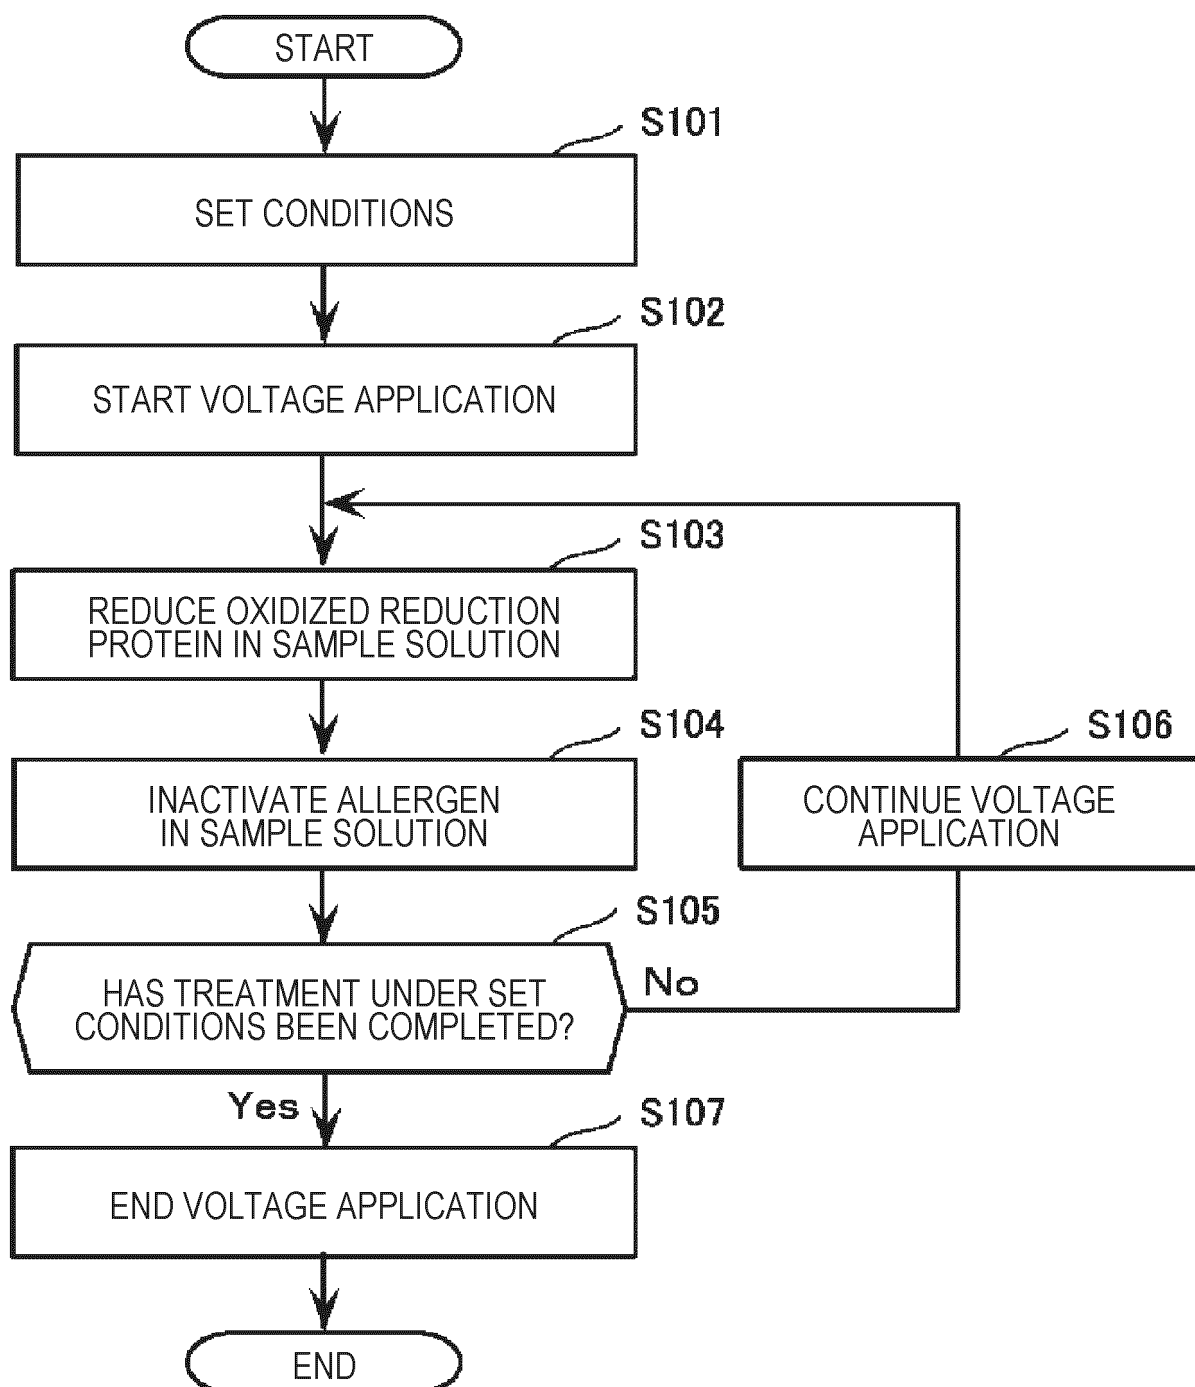 START
S101
SET CONDITIONS
S102
START VOLTAGE APPLICATION
S103
REDUCE OXIDIZED REDUCTION
PROTEIN IN SAMPLE SOLUTION
S104
INACTIVATE ALLERGEN
IN SAMPLE SOLUTION
S106
CONTINUE VOLTAGE
APPLICATION
S105
HAS TREATMENT UNDER SET
CONDITIONS BEEN COMPLETED?
No
Yes
S107
END VOLTAGE APPLICATION
END